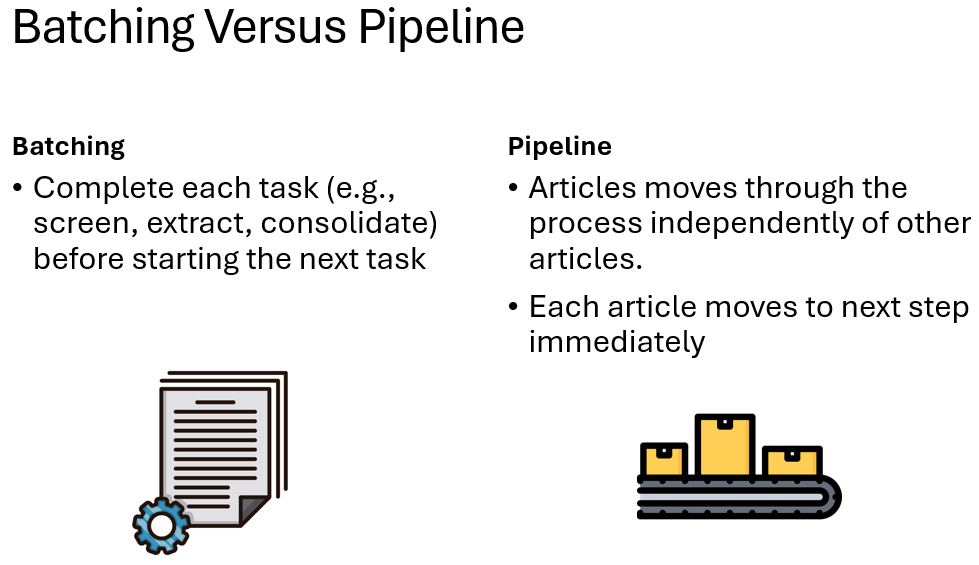 Batching Versus Pipeline
Batching
• Complete each task (e.g.,
screen, extract, consolidate)
before starting the next task
Pipeline
• Articles moves through the
process independently of other
articles.
• Each article moves to next step
immediately